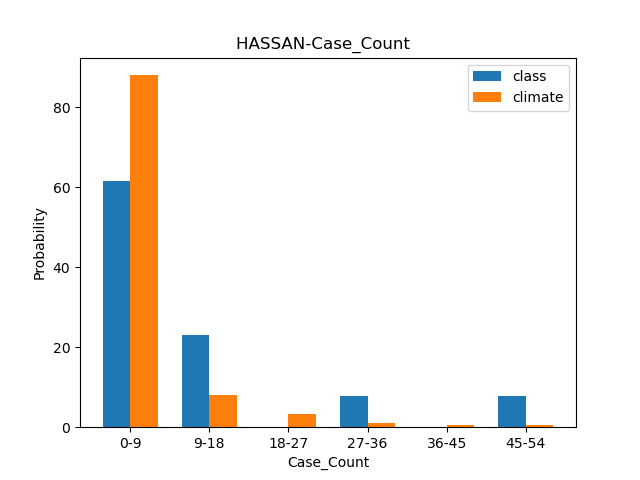 HASSAN-Case_Count
class
climate
80
60
40
20
0
Probability
0-9 9-18 18-27 27-36 36-45 45-54
Case_Count